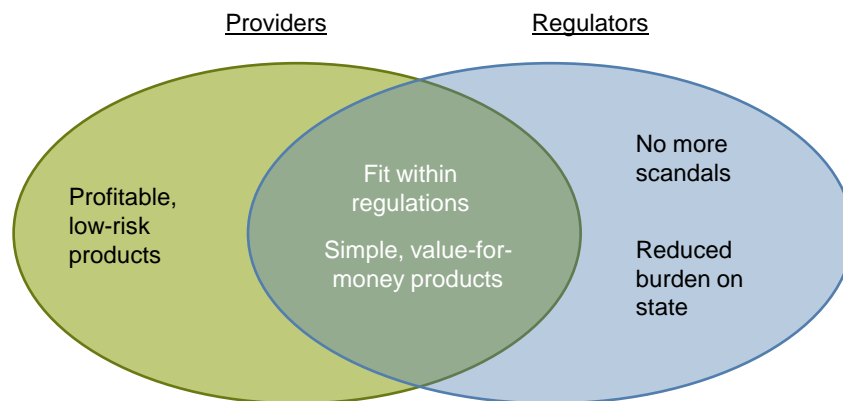 Providers
Regulators
Profitable,
low-risk
products
Fit within
regulations
Simple, value-for-
money products
No more
scandals
Reduced
burden on
state